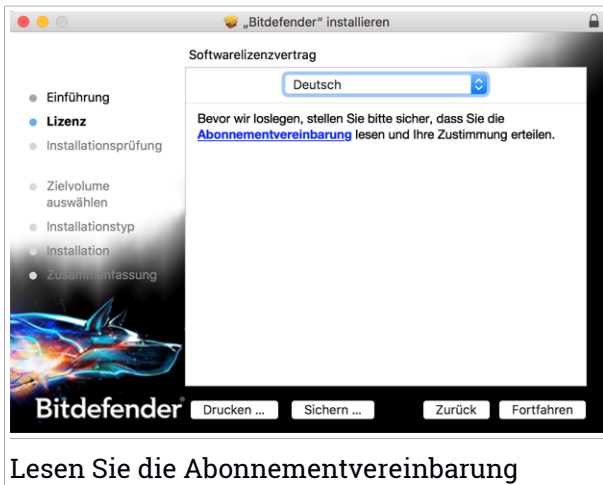 „Bitdefender“ installieren
Softwarelizenzvertrag
Deutsch
Einführung
Lizenz
Installationsprüfung
Zielvolume
auswählen
Installationstyp
Installation
Zusammenfassung
Bevor wir loslegen, stellen Sie bitte sicher, dass Sie die
Abonnementvereinbarung lesen und Ihre Zustimmung erteilen.
Bitdefender
Drucken ...
Sichern ...
Zurück
Fortfahren
Lesen Sie die Abonnementvereinbarung